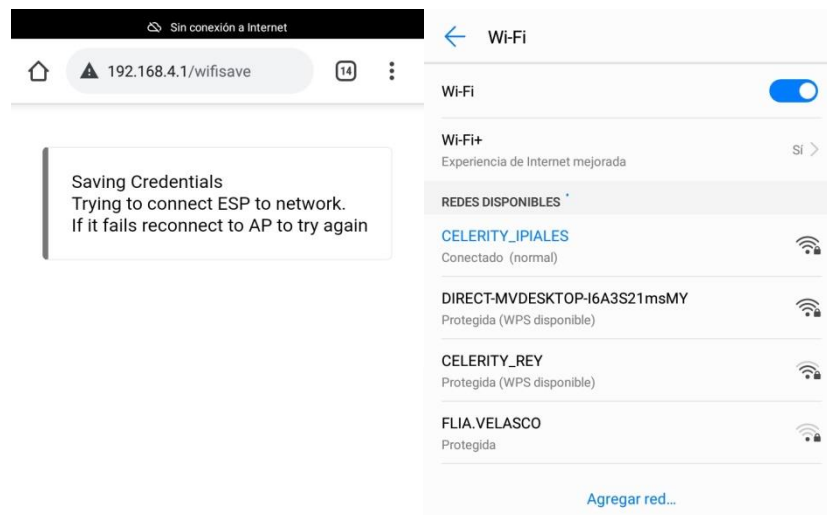 Sin conexión a Internet
192.168.4.1/wifisave
14
Saving Credentials
Trying to connect ESP to network.
If it fails reconnect to AP to try again
Wi-Fi
Wi-Fi
Wi-Fi+
Experiencia de Internet mejorada
Sí
REDES DISPONIBLES
CELERITY_IPIALES
Conectado (normal)
DIRECT-MVDESKTOP-I6A3S21msMY
Protegida (WPS disponible)
CELERITY_REY
Protegida (WPS disponible)
FLIA.VELASCO
Protegida
Agregar red...